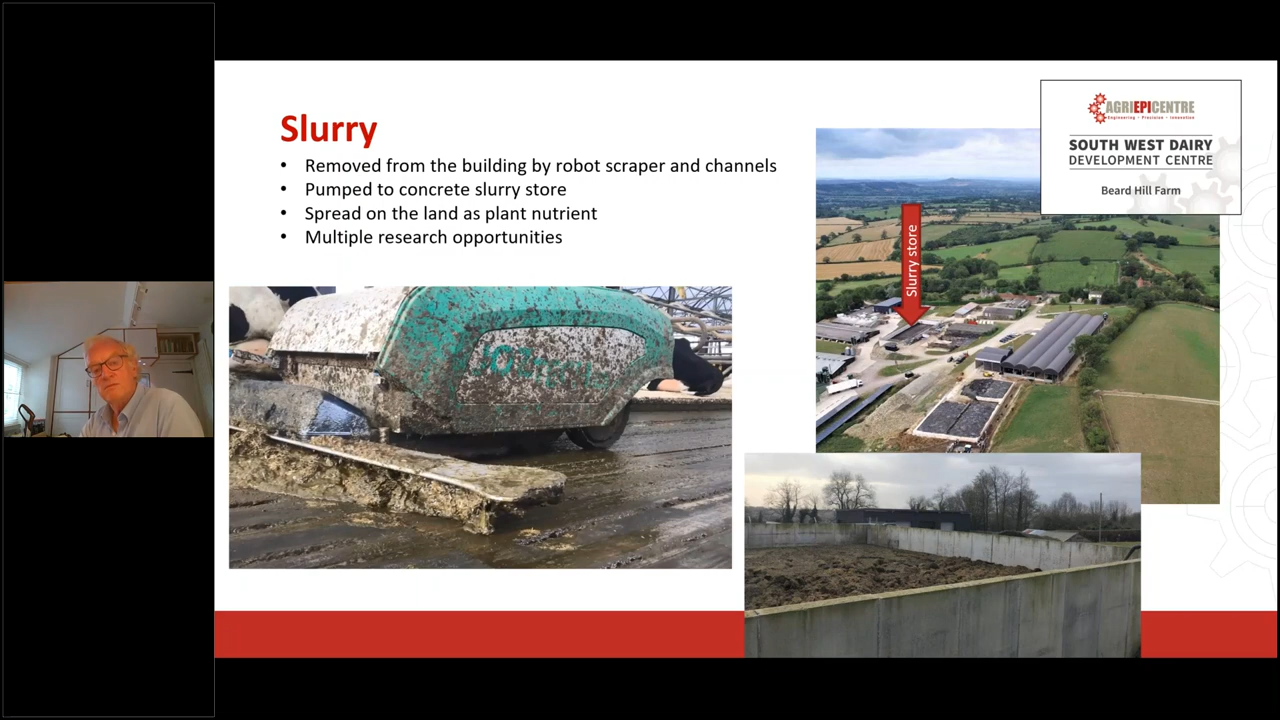 Slurry
• Removed from the building by robot scraper and channels
• Pumped to concrete slurry store
• Spread on the land as plant nutrient
• Multiple research opportunities
AGRIEPICENTRE
Engineering • Precision • Innovation
SOUTH WEST DAIRY
DEVELOPMENT CENTRE
Beard Hill Farm
Slurry store